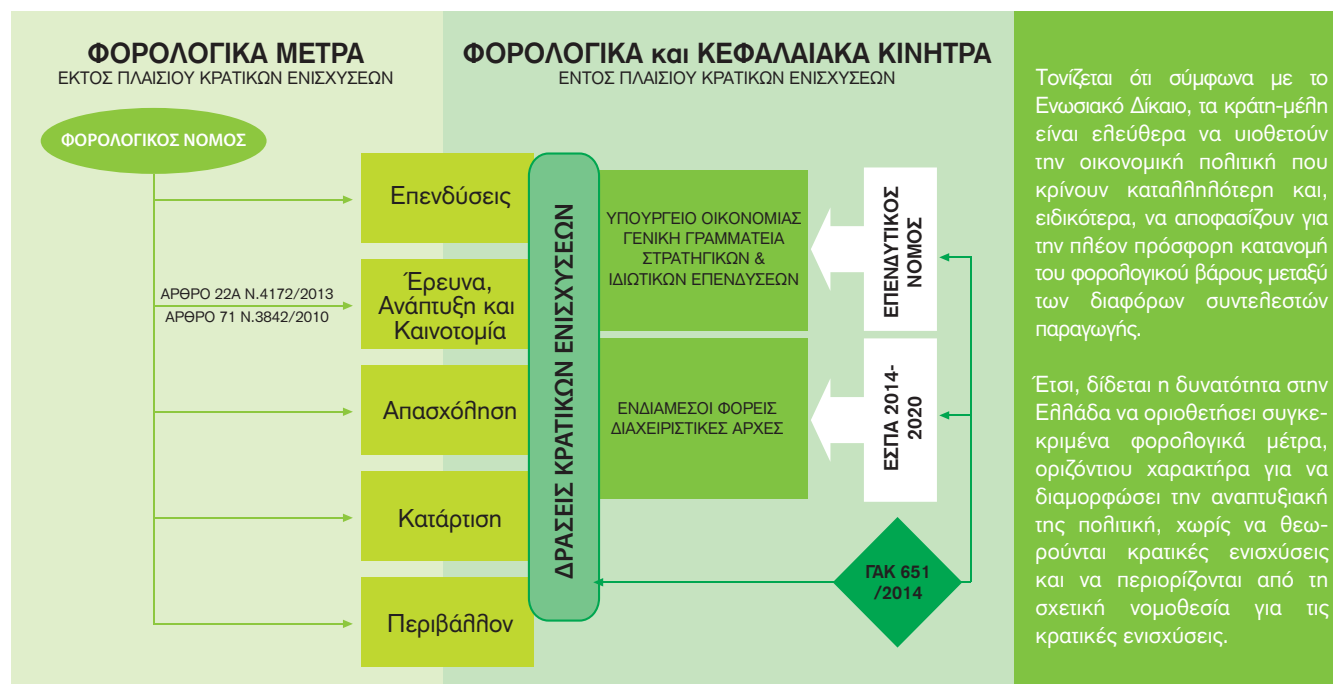 ΦΟΡΟΛΟΓΙΚΑ ΜΕΤΡΑ
ΕΚΤΟΣ ΠΛΑΙΣΙΟΥ ΚΡΑΤΙΚΩΝ ΕΝΙΣΧΥΣΕΩΝ
ΦΟΡΟΛΟΓΙΚΟΣ ΝΟΜΟΣ
ΑΡΘΡΟ 22Α Ν.4172/2013
ΑΡΘΡΟ 71 Ν.3842/2010
Επενδύσεις
Έρευνα,
Ανάπτυξη και
Καινοτομία
Απασχόληση
Κατάρτιση
Περιβάλλον
ΦΟΡΟΛΟΓΙΚΑ και ΚΕΦΑΛΑΙΑΚΑ ΚΙΝΗΤΡΑ
ΕΝΤΟΣ ΠΛΑΙΣΙΟΥ ΚΡΑΤΙΚΩΝ ΕΝΙΣΧΥΣΕΩΝ
ΔΡΑΣΕΙΣ ΚΡΑΤΙΚΩΝ ΕΝΙΣΧΥΣΕΩΝ
ΥΠΟΥΡΓΕΙΟ ΟΙΚΟΝΟΜΙΑΣ
ΓΕΝΙΚΗ ΓΡΑΜΜΑΤΕΙΑ
ΣΤΡΑΤΗΓΙΚΩΝ &
ΙΔΙΩΤΙΚΩΝ ΕΠΕΝΔΥΣΕΩΝ
ΕΠΕΝΔΥΤΙΚΟΣ
ΝΟΜΟΣ
ΕΝΔΙΑΜΕΣΟΙ ΦΟΡΕΙΣ
ΔΙΑΧΕΙΡΙΣΤΙΚΕΣ ΑΡΧΕΣ
ΕΣΠΑ 2014-
2020
ΓΑΚ 651
/2014
Τονίζεται ότι σύμφωνα με το
Ενωσιακό Δίκαιο, τα κράτη-μέλη
είναι ελεύθερα να υιοθετούν
την οικονομική πολιτική που
κρίνουν καταλληλότερη και,
ειδικότερα, να αποφασίζουν για
την πλέον πρόσφορη κατανομή
του φορολογικού βάρους μεταξύ
των διαφόρων συντελεστών
παραγωγής.
Έτσι, δίδεται η δυνατότητα στην
Ελλάδα να οριοθετήσει συγκε-
κριμένα φορολογικά μέτρα,
οριζόντιου χαρακτήρα για να
διαμορφώσει την αναπτυξιακή
της πολιτική, χωρίς να θεω-
ρούνται κρατικές ενισχύσεις
και να περιορίζονται από τη
σχετική νομοθεσία για τις
κρατικές ενισχύσεις.